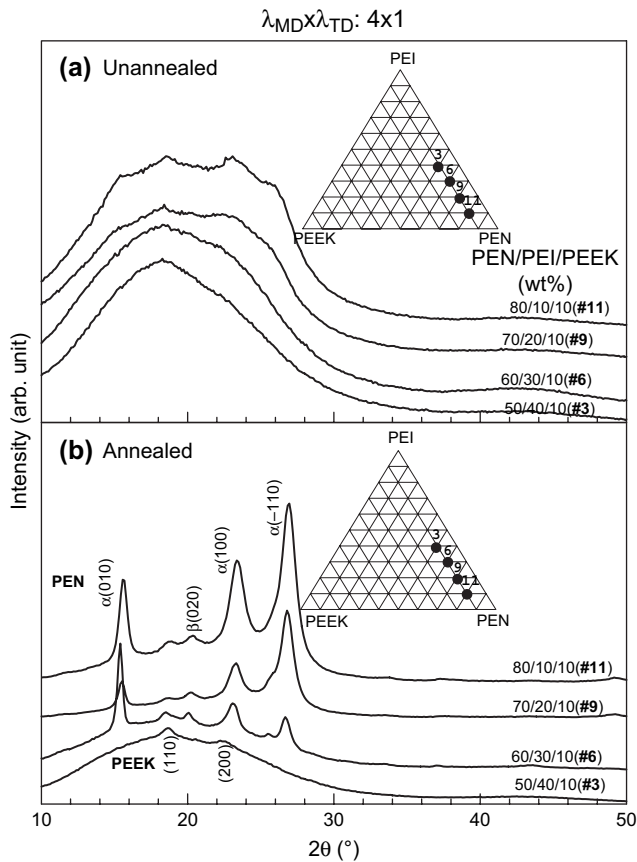 λMDxλTD: 4x1
(a) Unannealed
PEI
3
6
9
11
PEEK
PEN
PEN/PEI/PEEK
(wt%)
80/10/10(#11)
70/20/10(#9)
60/30/10(#6)
50/40/10(#3)
Intensity (arb. unit)
(b) Annealed
PEI
3
6
9
11
PEEK
PEN
PEN
α(010)
β(020)
α(100)
α(−110)
80/10/10(#11)
70/20/10(#9)
60/30/10(#6)
50/40/10(#3)
PEEK
(110)
(200)
10 20 30 40 50
2θ (°)